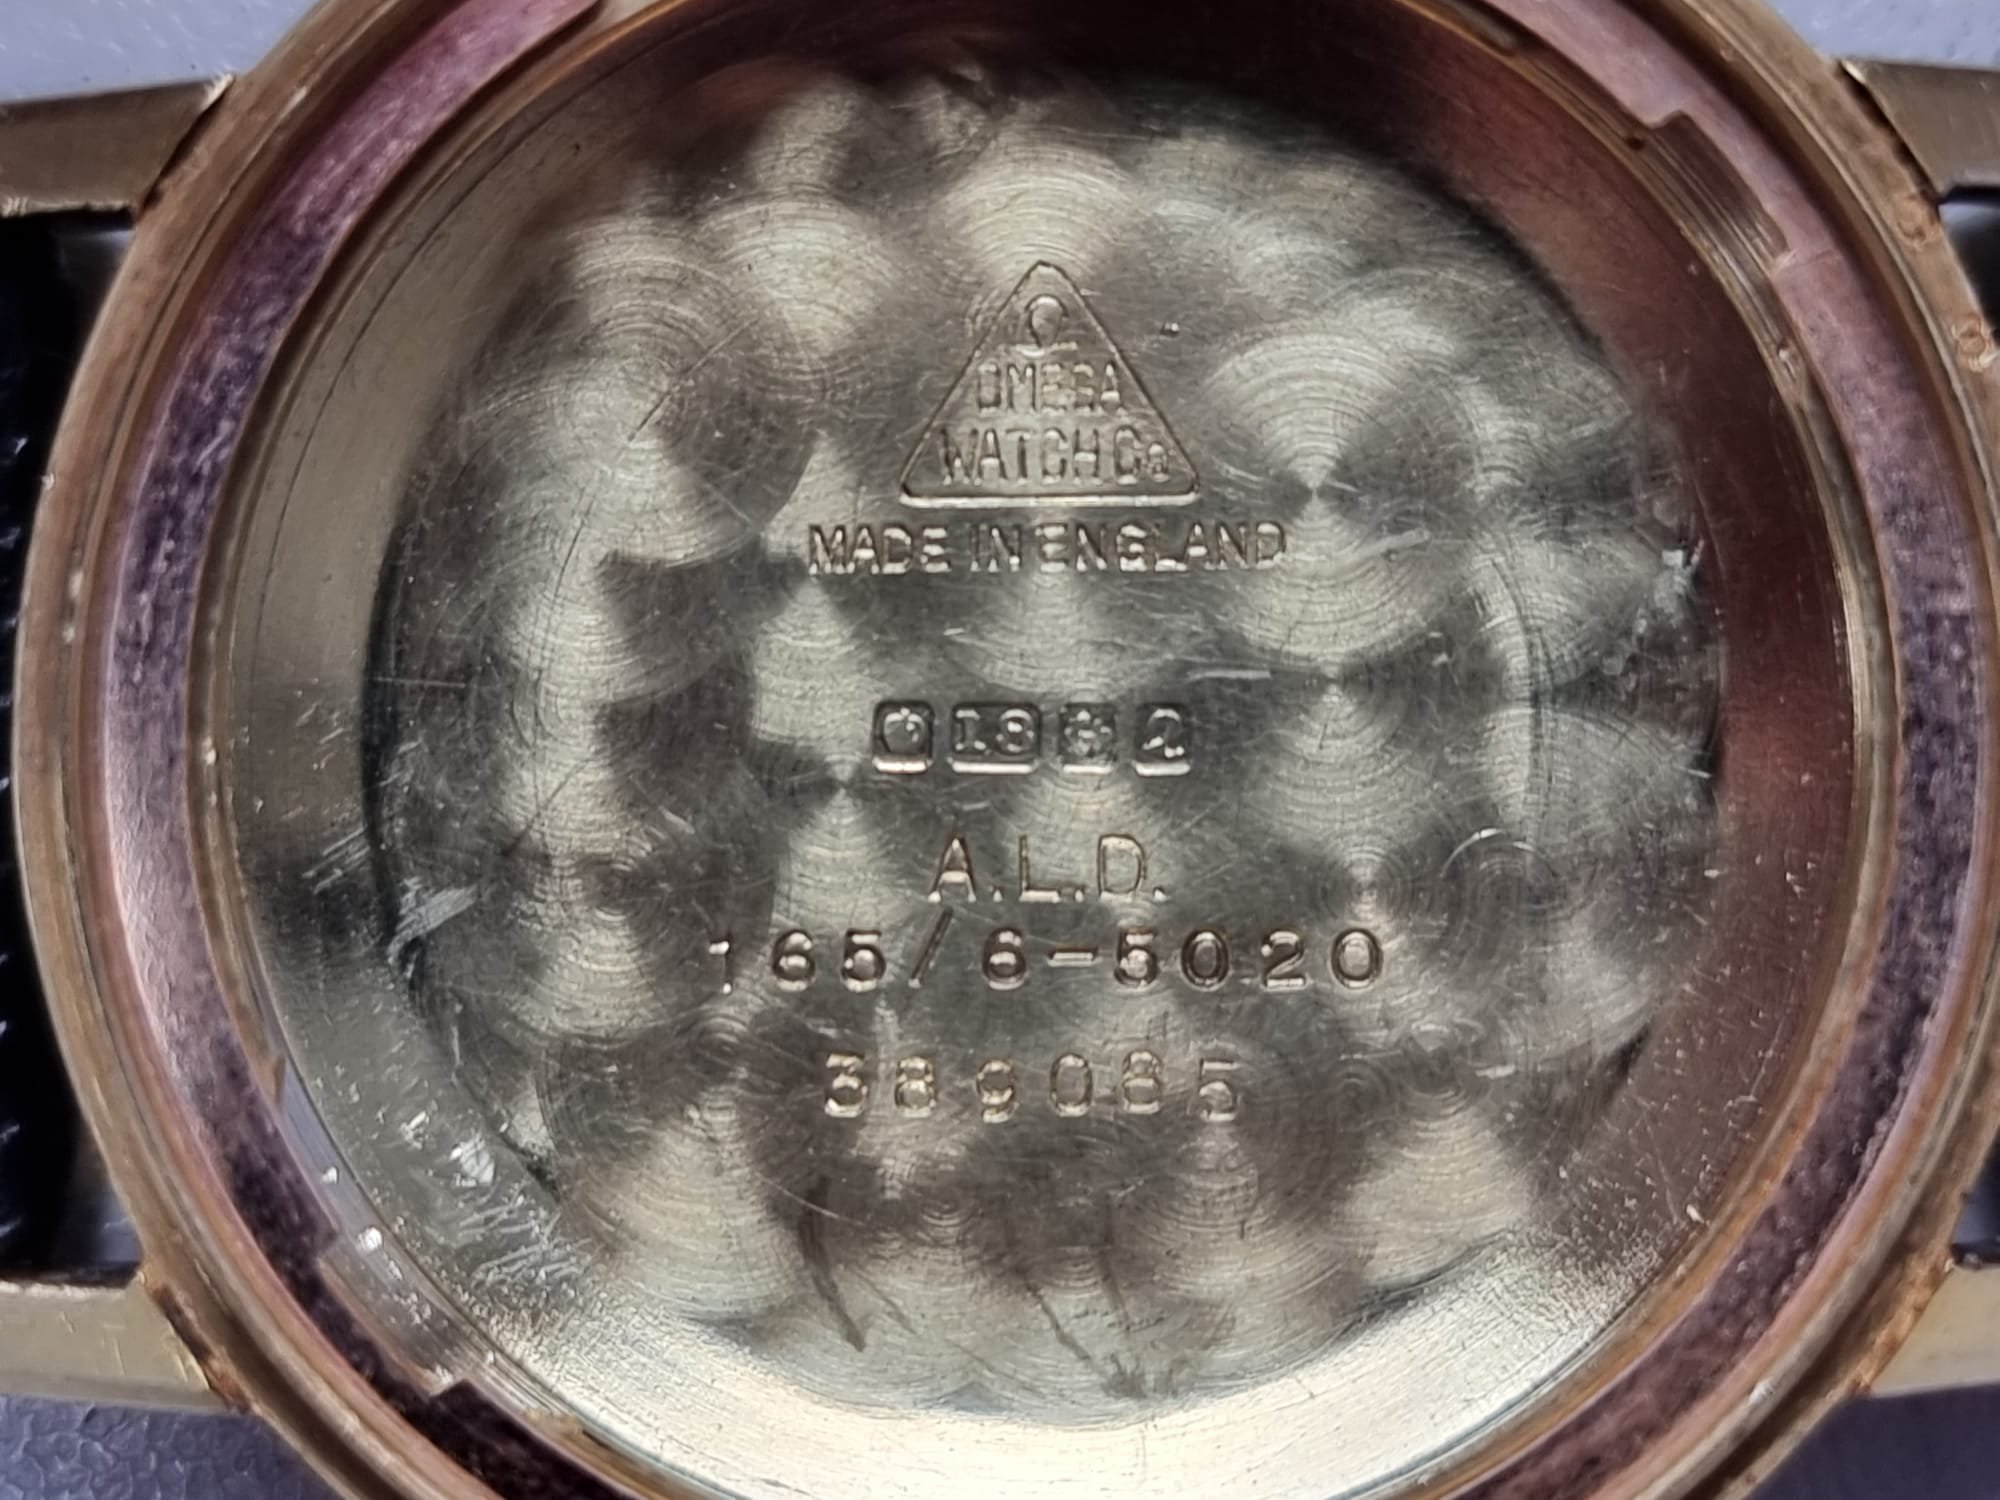 Ω
OMEGA
WATCH Co
MADE IN ENGLAND
18
A.L.D.
165/6-5020
389085